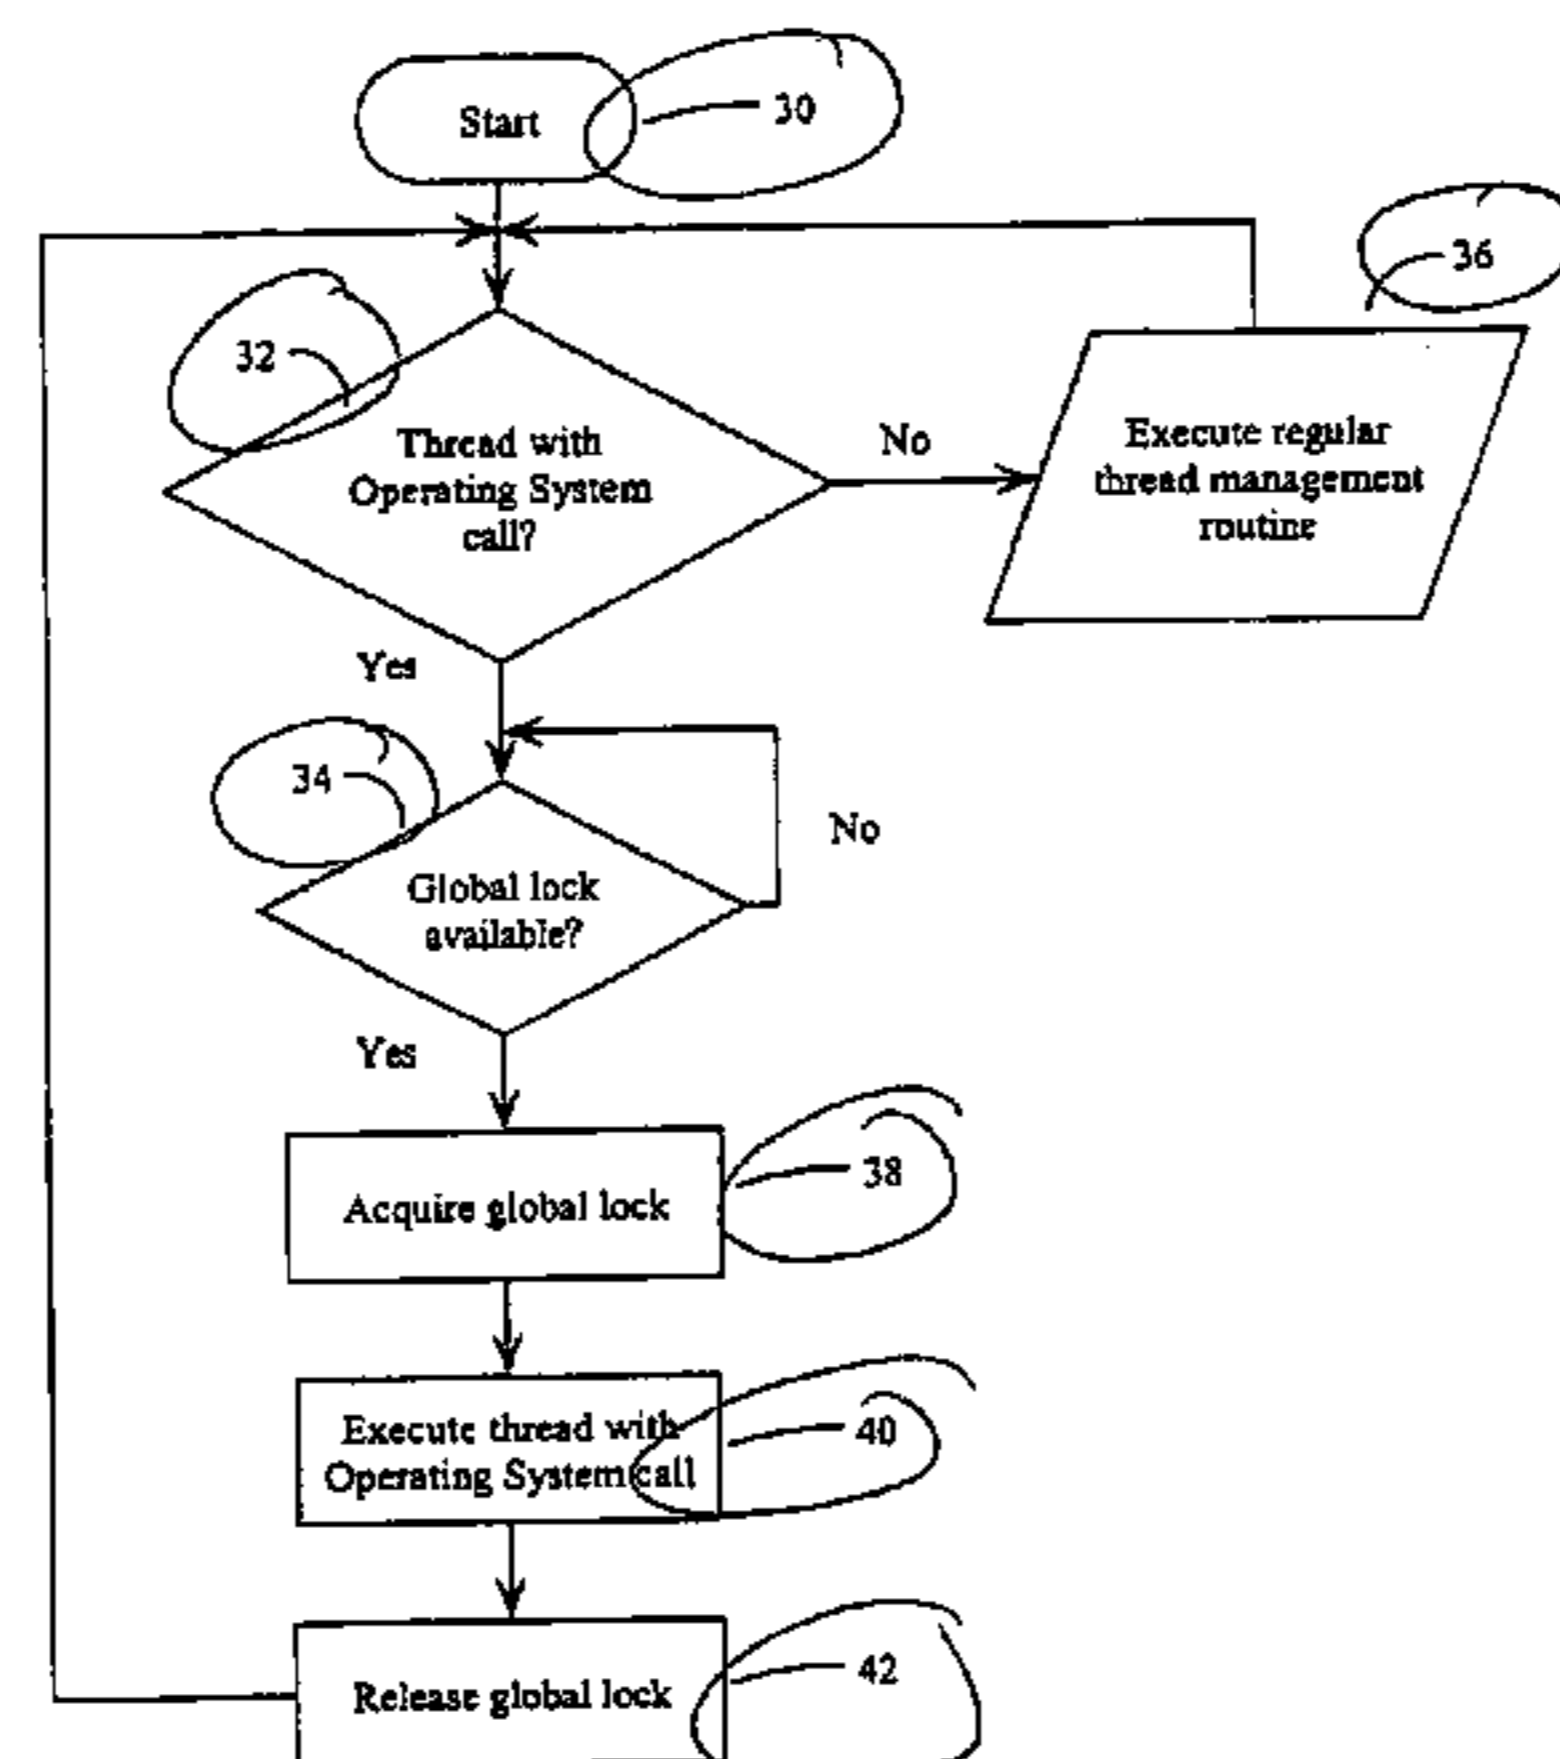 Start
30
36
32
Thread with
Operating System
call?
No
Execute regular
thread management
routine
Yes
34
No
Global lock
available?
Yes
38
Acquire global lock
40
Execute thread with
Operating System call
42
Release global lock